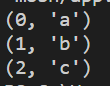 (0, 'a')
(1, 'b')
(2, 'c')